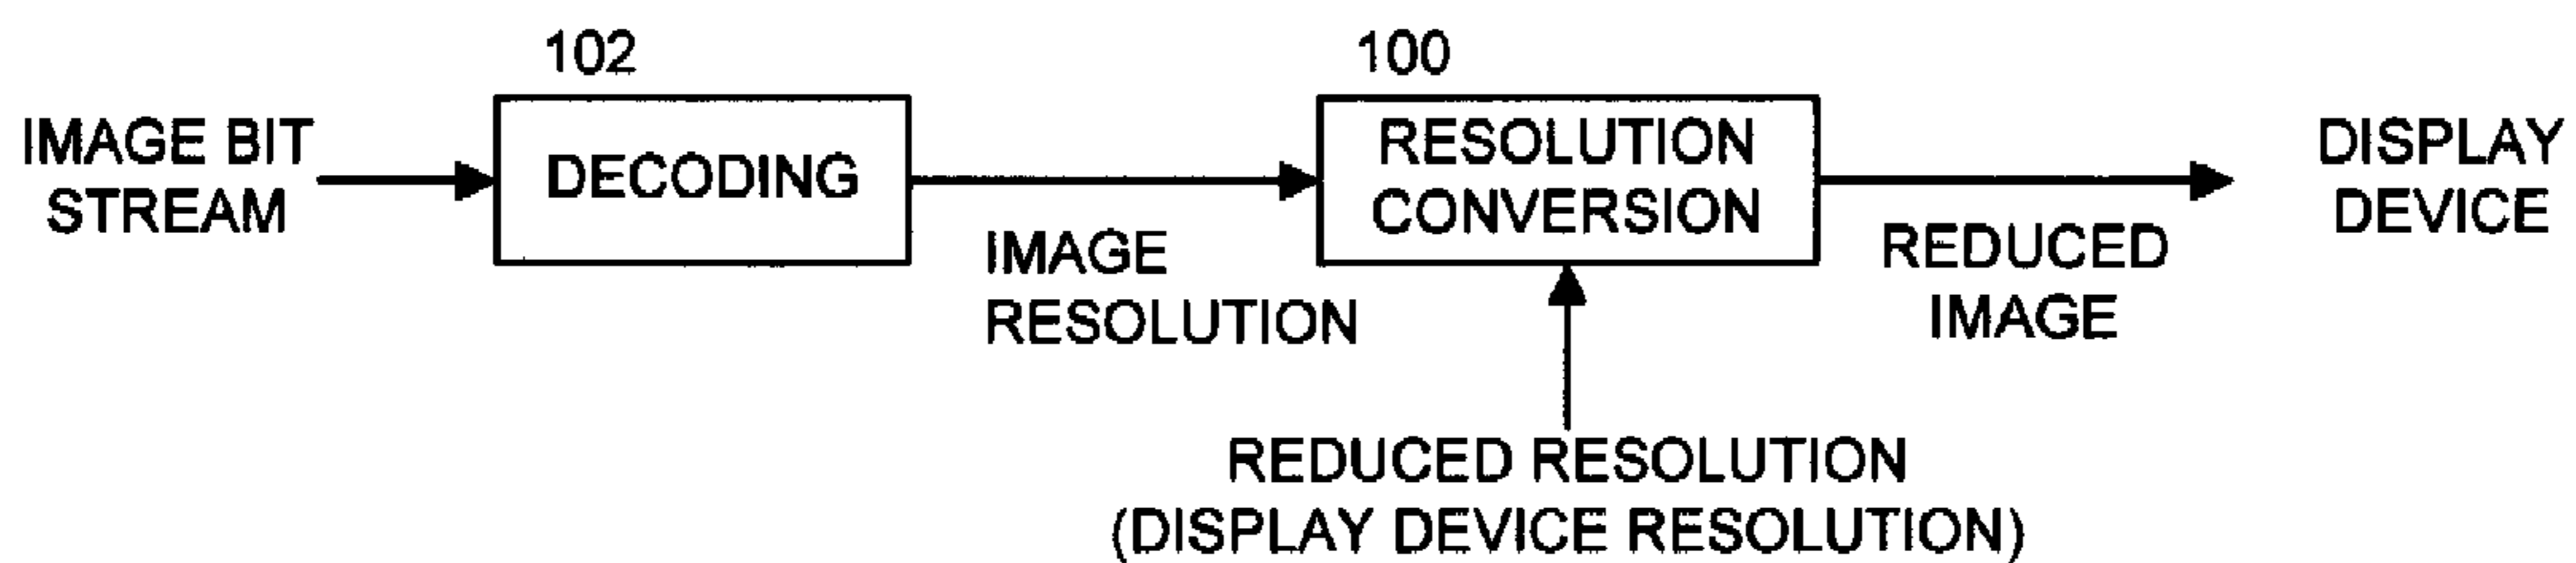 102
100
IMAGE BIT
STREAM
DECODING
RESOLUTION
CONVERSION
DISPLAY
DEVICE
IMAGE
RESOLUTION
REDUCED
IMAGE
REDUCED RESOLUTION
(DISPLAY DEVICE RESOLUTION)